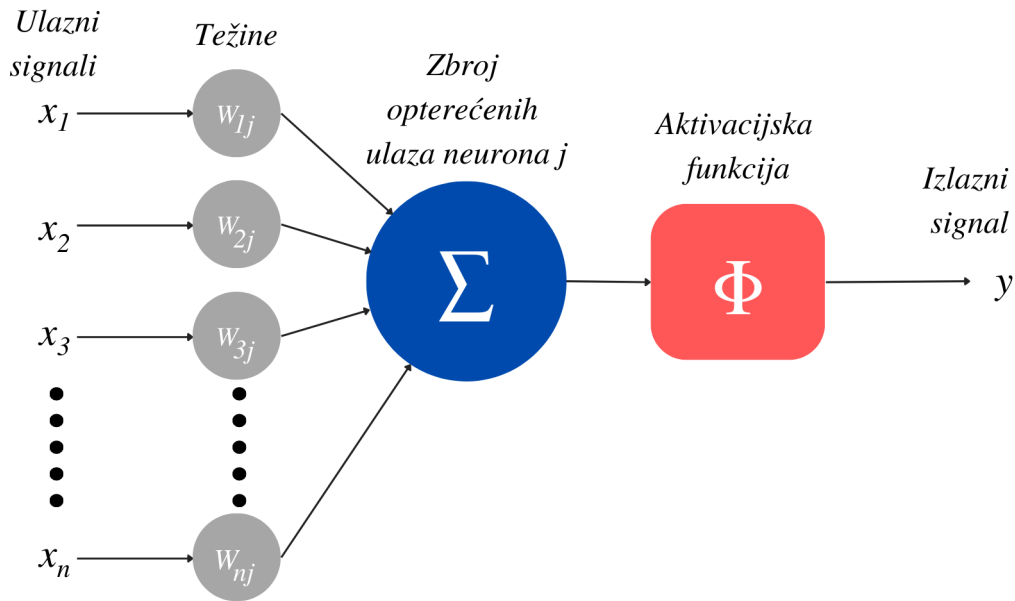 Ulazni
signali
Težine
Zbroj
opterećenih
ulaza neurona j
Aktivacijska
funkcija
Izlazni
signal
x1
w1j
x2
w2j
x3
w3j
xn
wnj
Σ
Φ
y